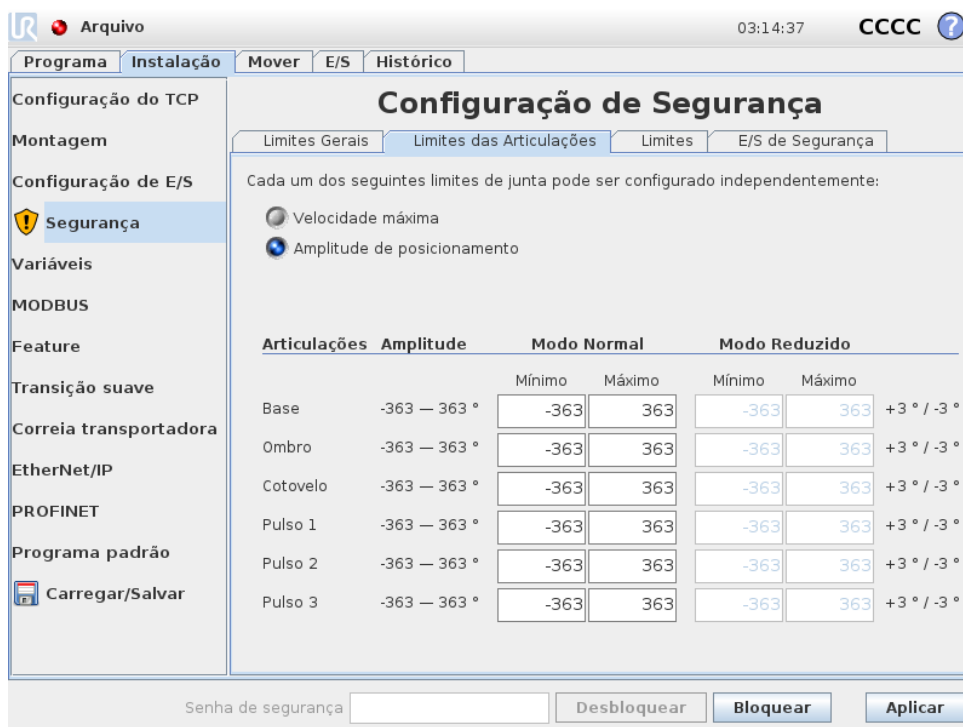 UR Arquivo 03:14:37 CCCC ?
Programa Instalação Mover E/S Histórico
Configuração do TCP
Montagem
Configuração de E/S
Segurança
Variáveis
MODBUS
Feature
Transição suave
Correia transportadora
EtherNet/IP
PROFINET
Programa padrão
Carregar/Salvar
Configuração de Segurança
Limites Gerais Limites das Articulações Limites E/S de Segurança
Cada um dos seguintes limites de junta pode ser configurado independentemente:
Velocidade máxima
Amplitude de posicionamento
Articulações Amplitude Modo Normal Modo Reduzido
Mínimo Máximo Mínimo Máximo
Base -363 — 363 ° -363 363 -363 363 +3 ° / -3 °
Ombro -363 — 363 ° -363 363 -363 363 +3 ° / -3 °
Cotovelo -363 — 363 ° -363 363 -363 363 +3 ° / -3 °
Pulso 1 -363 — 363 ° -363 363 -363 363 +3 ° / -3 °
Pulso 2 -363 — 363 ° -363 363 -363 363 +3 ° / -3 °
Pulso 3 -363 — 363 ° -363 363 -363 363 +3 ° / -3 °
Senha de segurança Desbloquear Bloquear Aplicar